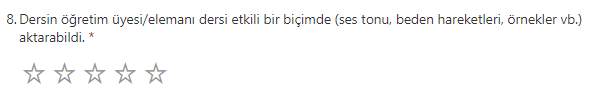 8. Dersin öğretim üyesi/elemanı dersi etkili bir biçimde (ses tonu, beden hareketleri, örnekler vb.)
aktarabildi. *